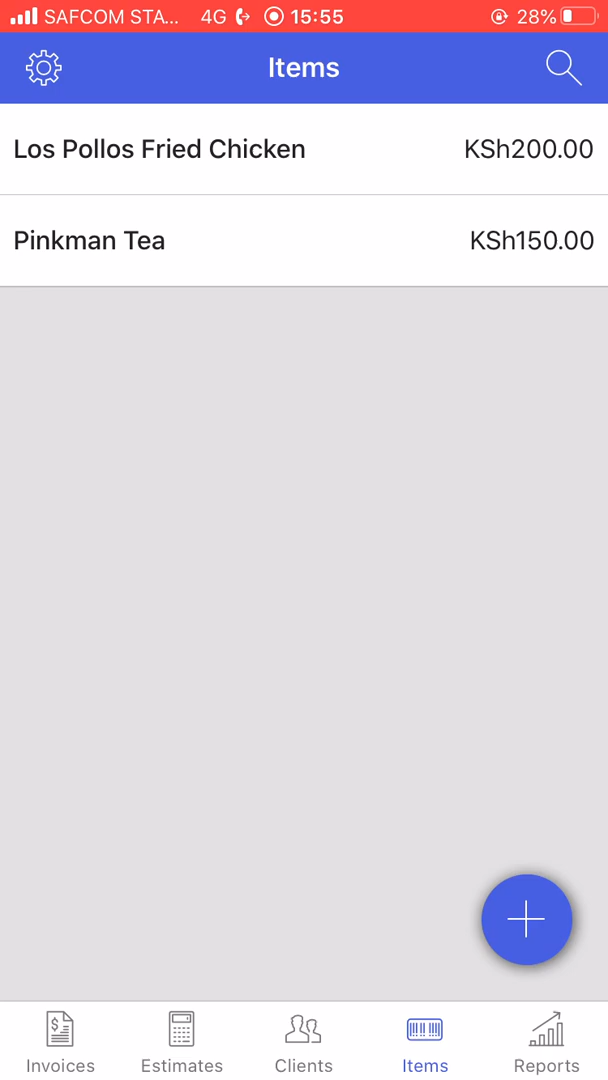 SAFCOM STA... 4G 15:55 28%
Items
Los Pollos Fried Chicken KSh200.00
Pinkman Tea KSh150.00
Invoices Estimates Clients Items Reports